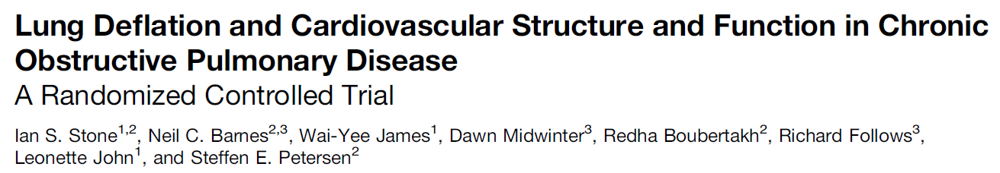 Lung Deflation and Cardiovascular Structure and Function in Chronic
Obstructive Pulmonary Disease
A Randomized Controlled Trial
Ian S. Stone1,2, Neil C. Barnes2,3, Wai-Yee James1, Dawn Midwinter3, Redha Boubertakh2, Richard Follows3,
Leonette John1, and Steffen E. Petersen2